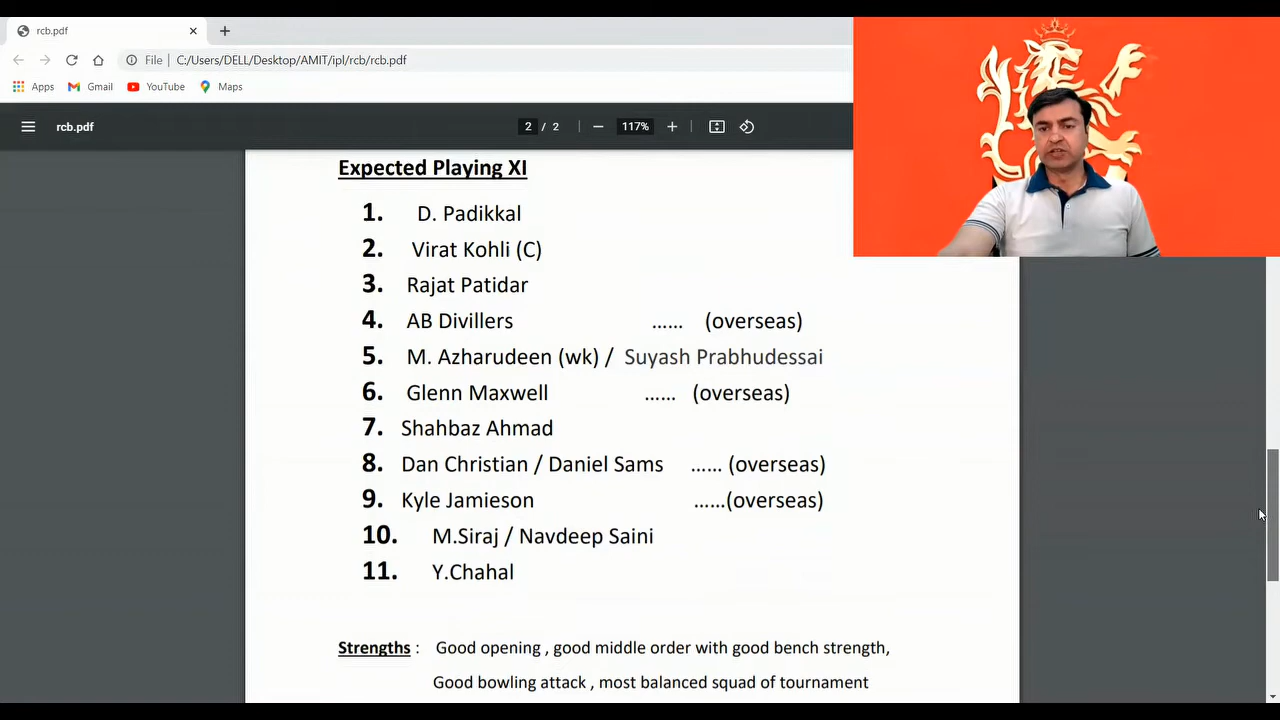 rcb.pdf
File | C:/Users/DELL/Desktop/AMIT/ipl/rcb/rcb.pdf
Apps Gmail YouTube Maps
rcb.pdf 2 / 2 117%
Expected Playing XI
1. D. Padikkal
2. Virat Kohli (C)
3. Rajat Patidar
4. AB Divillers ...... (overseas)
5. M. Azharudeen (wk) / Suyash Prabhudessai
6. Glenn Maxwell ...... (overseas)
7. Shahbaz Ahmad
8. Dan Christian / Daniel Sams ...... (overseas)
9. Kyle Jamieson ......(overseas)
10. M.Siraj / Navdeep Saini
11. Y.Chahal
Strengths : Good opening , good middle order with good bench strength,
Good bowling attack , most balanced squad of tournament